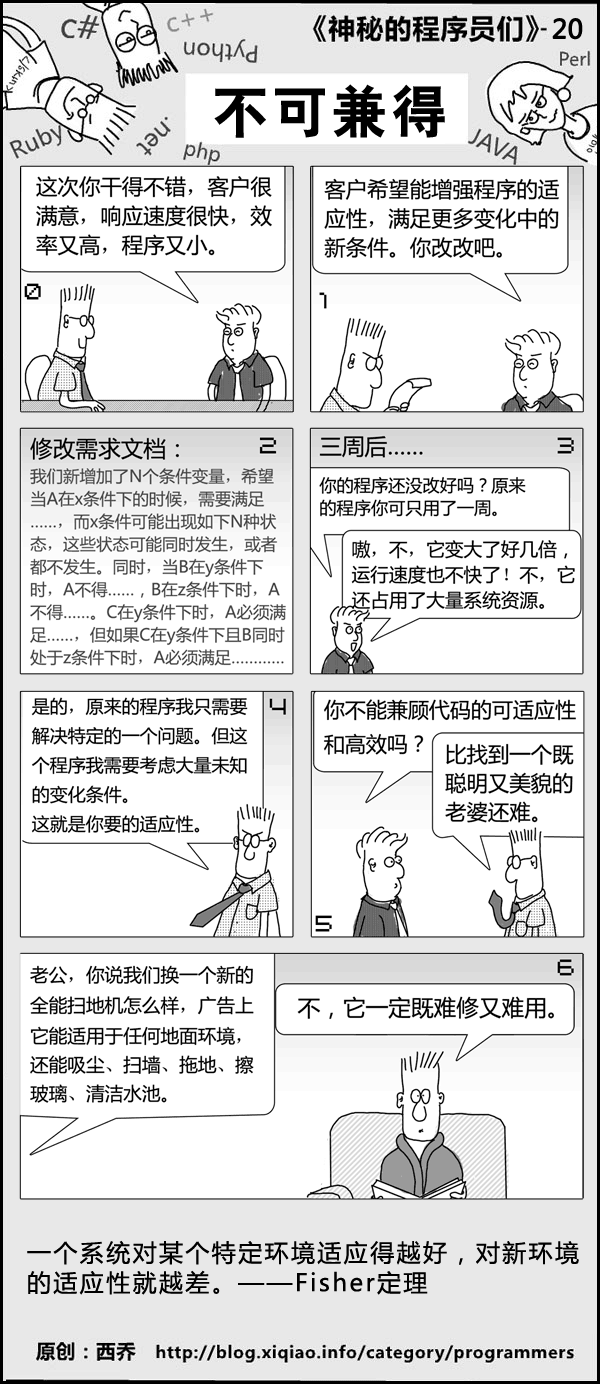 C#
C++
Python
《神秘的程序员们》- 20
Perl
Ruby
.net
php
JAVA
不可兼得
这次你干得不错，客户很
满意，响应速度很快，效
率又高，程序又小。
0
客户希望能增强程序的适
应性，满足更多变化中的
新条件。你改改吧。
1
修改需求文档：
2
我们新增加了N个条件变量，希望
当A在x条件下的时候，需要满足
......，而x条件可能出现如下N种状
态，这些状态可能同时发生，或者
都不发生。同时，当B在y条件下
时，A不得......，B在z条件下时，A
不得......。C在y条件下时，A必须满
足......，但如果C在y条件下且B同时
处于z条件下时，A必须满足............
三周后......
3
你的程序还没改好吗？原来
的程序你可只用了一周。
嗷，不，它变大了好几倍，
运行速度也不快了！不，它
还占用了大量系统资源。
是的，原来的程序我只需要
解决特定的一个问题。但这
个程序我需要考虑大量未知
的变化条件。
这就是你要的适应性。
4
你不能兼顾代码的可适应性
和高效吗？
比找到一个既
聪明又美貌的
老婆还难。
5
老公，你说我们换一个新的
全能扫地机怎么样，广告上
它能适用于任何地面环境，
还能吸尘、扫墙、拖地、擦
玻璃、清洁水池。
6
不，它一定既难修又难用。
一个系统对某个特定环境适应得越好，对新环境
的适应性就越差。——Fisher定理
原创：西乔 http://blog.xiqiao.info/category/programmers